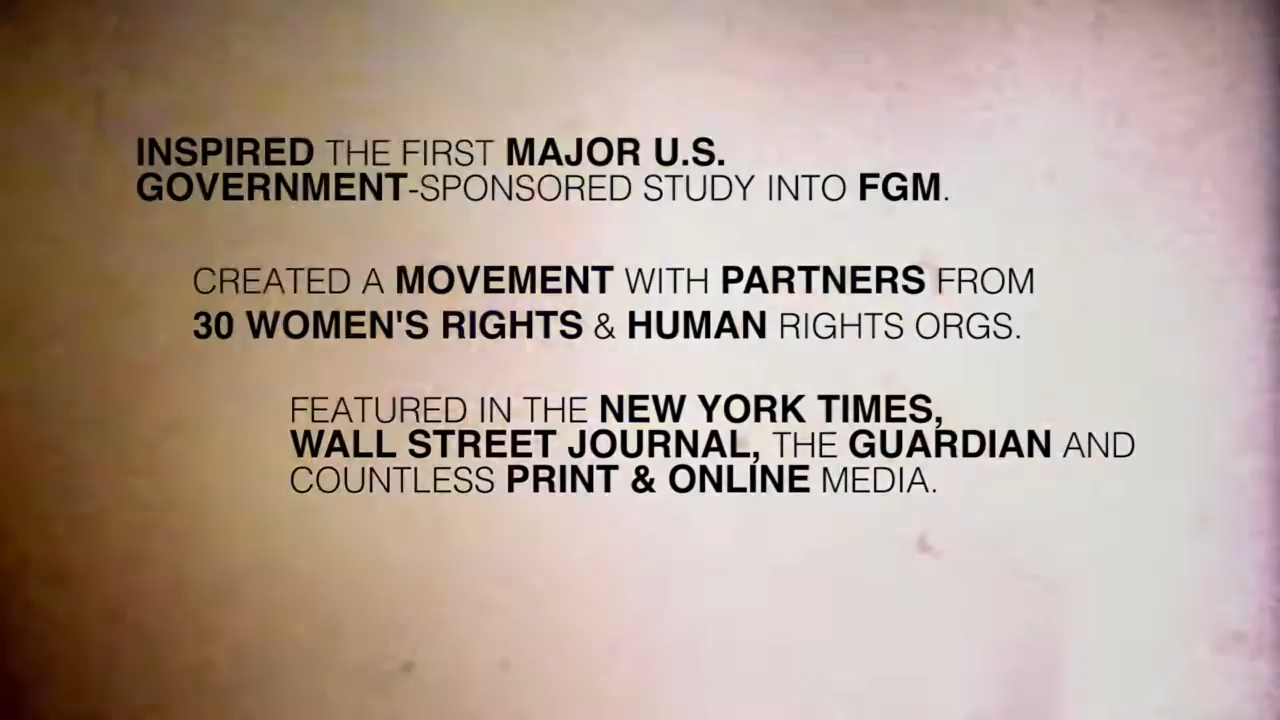 INSPIRED THE FIRST MAJOR U.S.
GOVERNMENT-SPONSORED STUDY INTO FGM.
CREATED A MOVEMENT WITH PARTNERS FROM
30 WOMEN'S RIGHTS & HUMAN RIGHTS ORGS.
FEATURED IN THE NEW YORK TIMES,
WALL STREET JOURNAL, THE GUARDIAN AND
COUNTLESS PRINT & ONLINE MEDIA.